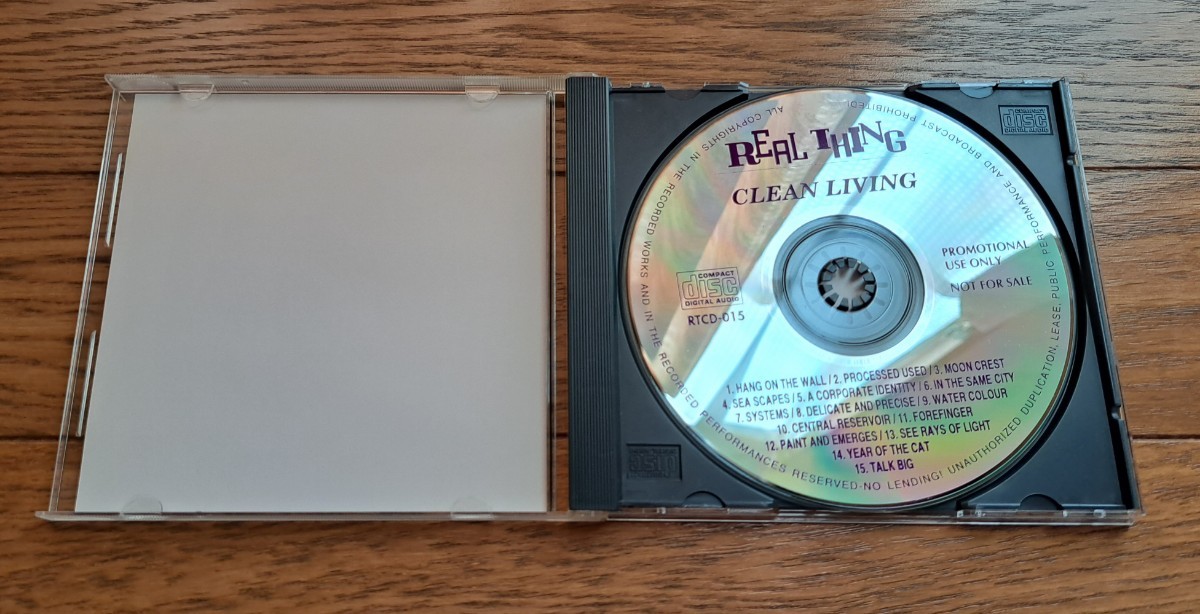 REAL THING
CLEAN LIVING
PROMOTIONAL
USE ONLY
NOT FOR SALE
COMPACT
disc
DIGITAL AUDIO
RTCD-015
1. HANG ON THE WALL / 2. PROCESSED USED / 3. MOON CREST
4. SEA SCAPES / 5. A CORPORATE IDENTITY / 6. IN THE SAME CITY
7. SYSTEMS / 8. DELICATE AND PRECISE / 9. WATER COLOUR
10. CENTRAL RESERVOIR / 11. FOREFINGER
12. PAINT AND EMERGES / 13. SEE RAYS OF LIGHT
14. YEAR OF THE CAT
15. TALK BIG
ALL COPYRIGHTS IN THE RECORDED WORKS AND IN THE RECORDED PERFORMANCES RESERVED-NO LENDING! UNAUTHORIZED DUPLICATION, LEASE, PUBLIC PERFORMANCE AND BROADCAST PROHIBITED!
COMPACT
disc
DIGITAL AUDIO
disc